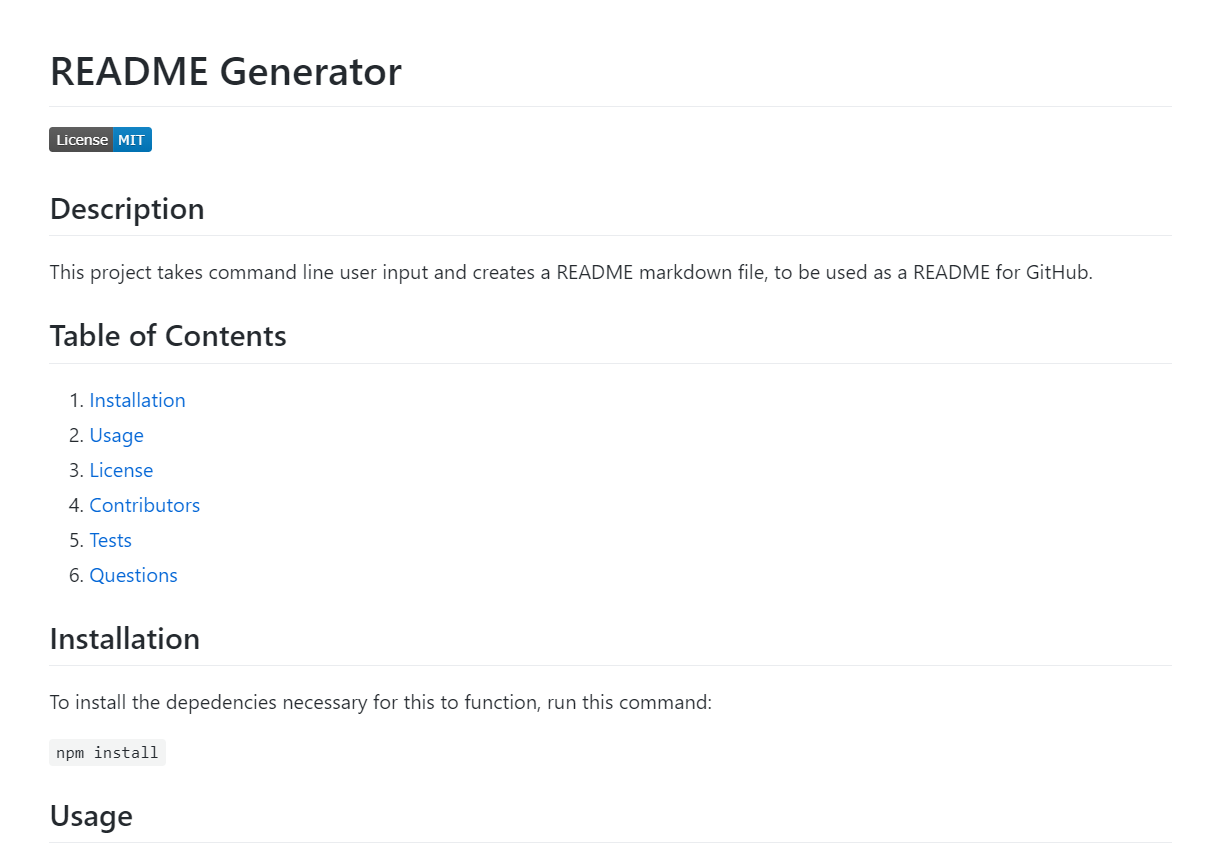 README Generator
License MIT
Description
This project takes command line user input and creates a README markdown file, to be used as a README for GitHub.
Table of Contents
1. Installation
2. Usage
3. License
4. Contributors
5. Tests
6. Questions
Installation
To install the depedencies necessary for this to function, run this command:
npm install
Usage